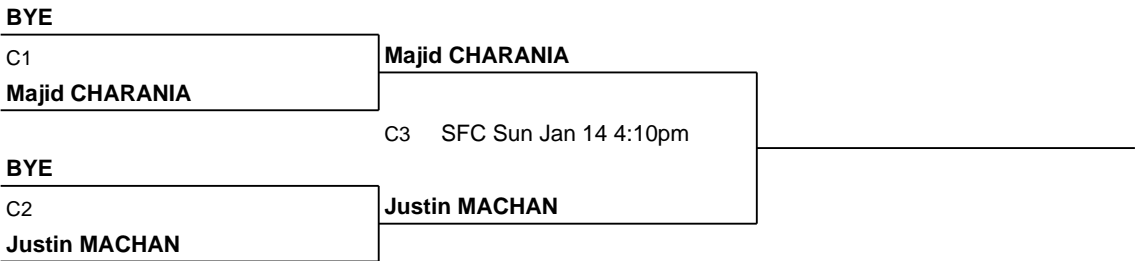 BYE
C1
Majid CHARANIA
Majid CHARANIA
C3 SFC Sun Jan 14 4:10pm
BYE
C2
Justin MACHAN
Justin MACHAN